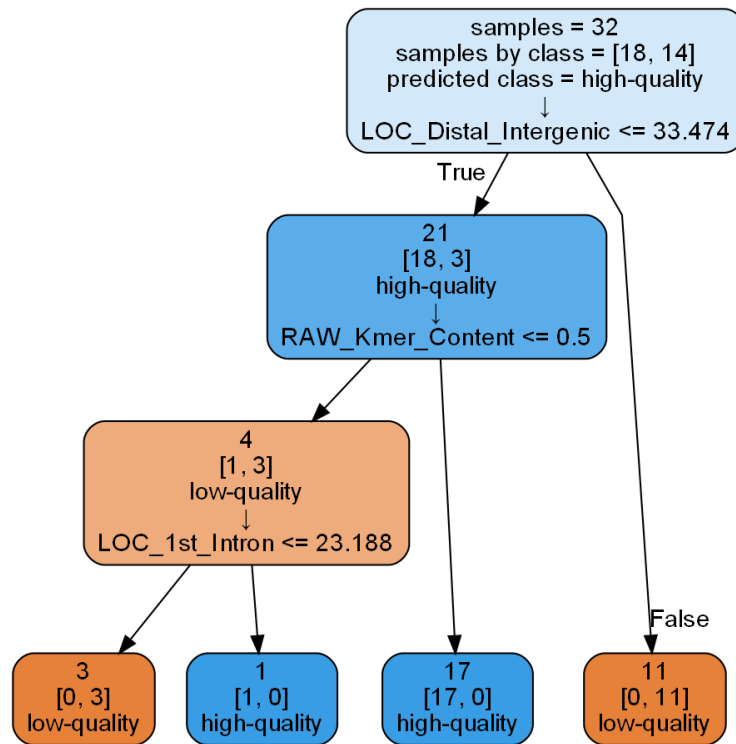 samples = 32
samples by class = [18, 14]
predicted class = high-quality
↓
LOC_Distal_Intergenic <= 33.474
True
21
[18, 3]
high-quality
↓
RAW_Kmer_Content <= 0.5
4
[1, 3]
low-quality
↓
LOC_1st_Intron <= 23.188
False
3
[0, 3]
low-quality
1
[1, 0]
high-quality
17
[17, 0]
high-quality
11
[0, 11]
low-quality